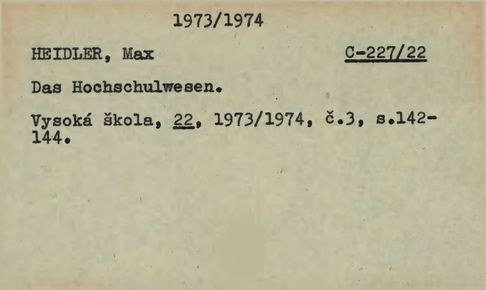 1973/1974
HEIDLER, Max C-227/22
Das Hochschulwesen.
Vysoká škola, 22, 1973/1974, č.3, s.142-
144.